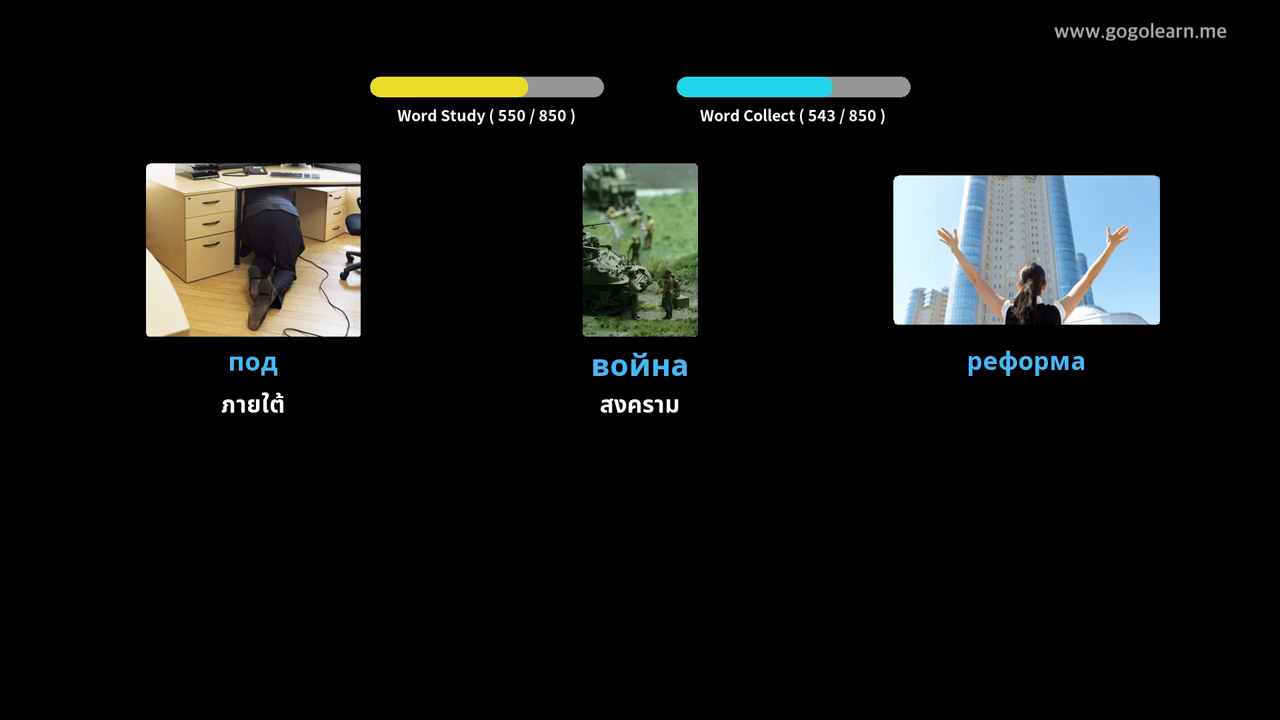 www.gogolearn.me
Word Study ( 550 / 850 )
Word Collect ( 543 / 850 )
под
война
реформа
ภายใต้
สงคราม